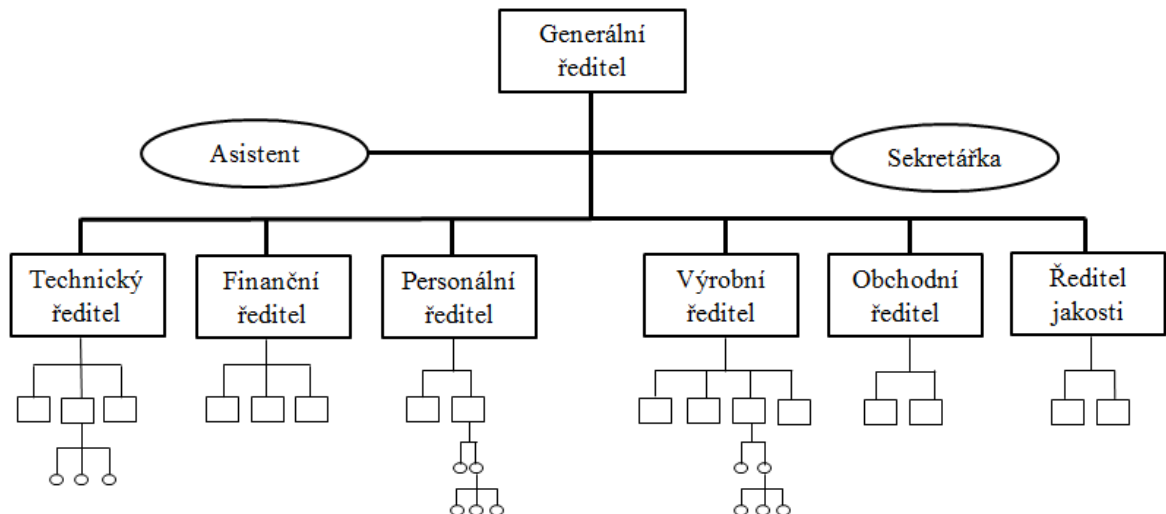 Generální
ředitel
Asistent
Sekretářka
Technický
ředitel
Finanční
ředitel
Personální
ředitel
Výrobní
ředitel
Obchodní
ředitel
Ředitel
jakosti